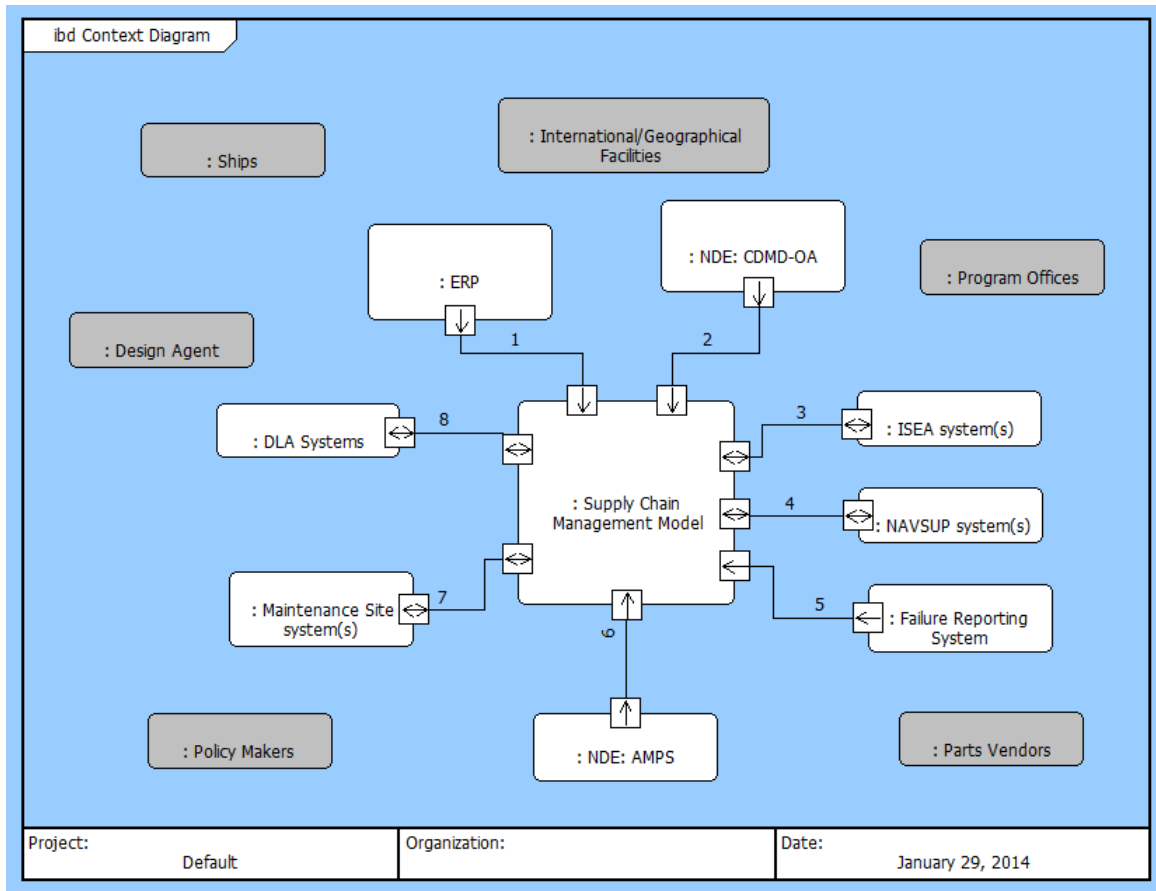 ibd Context Diagram
: International/Geographical
Facilities
: Ships
: NDE: CDMD-OA
: ERP
: Program Offices
1
2
: Design Agent
8
3
: DLA Systems
: ISEA system(s)
: Supply Chain
Management Model
4
: NAVSUP system(s)
7
5
: Maintenance Site
system(s)
: Failure Reporting
System
6
: Policy Makers
: NDE: AMPS
: Parts Vendors
Project:
Default
Organization:
Date:
January 29, 2014